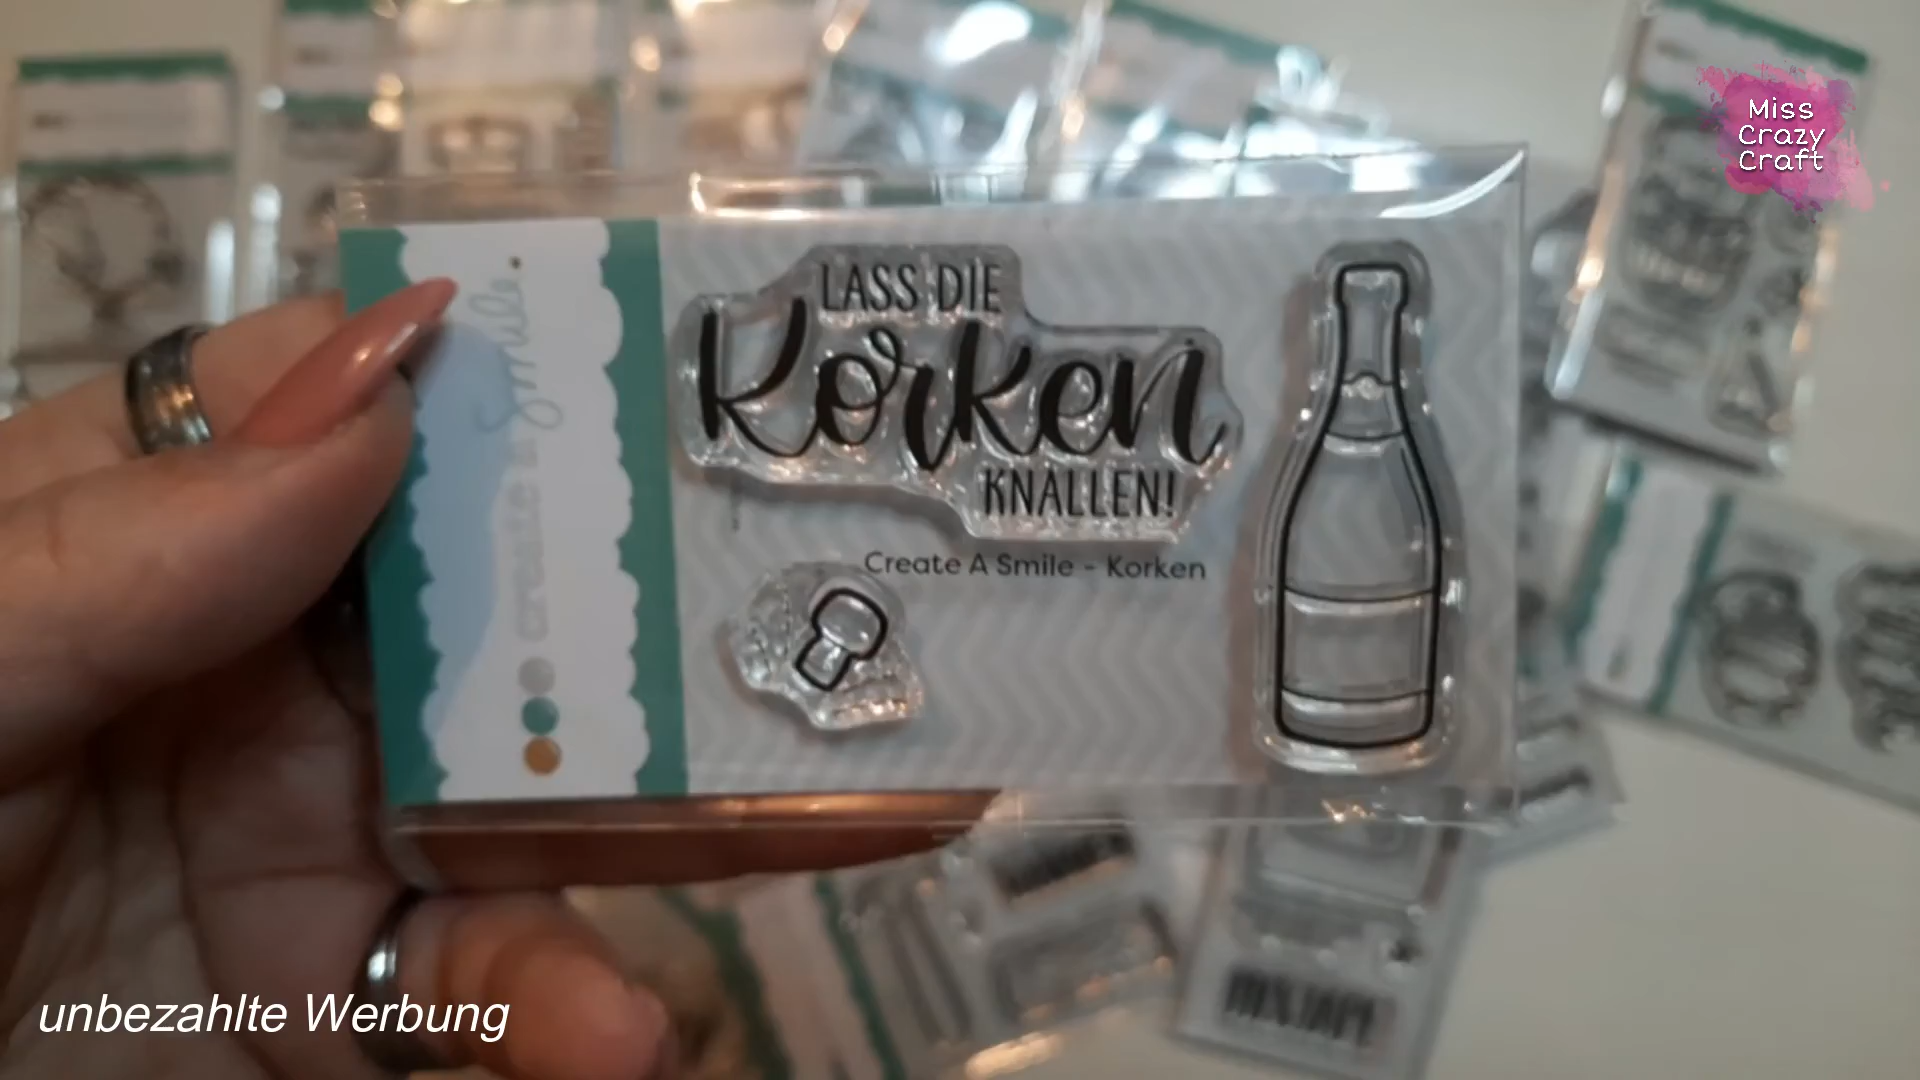 Miss
Crazy
Craft
LASS DIE
Korken
KNALLEN!
Create A Smile - Korken
create a smile.
unbezahlte Werbung